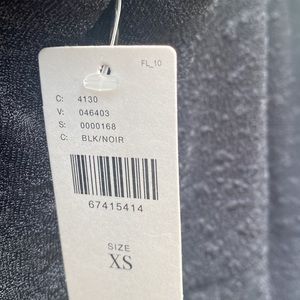 FL_10
C: 4130
V: 046403
S: 0000168
C: BLK/NOIR
67415414
SIZE
XS